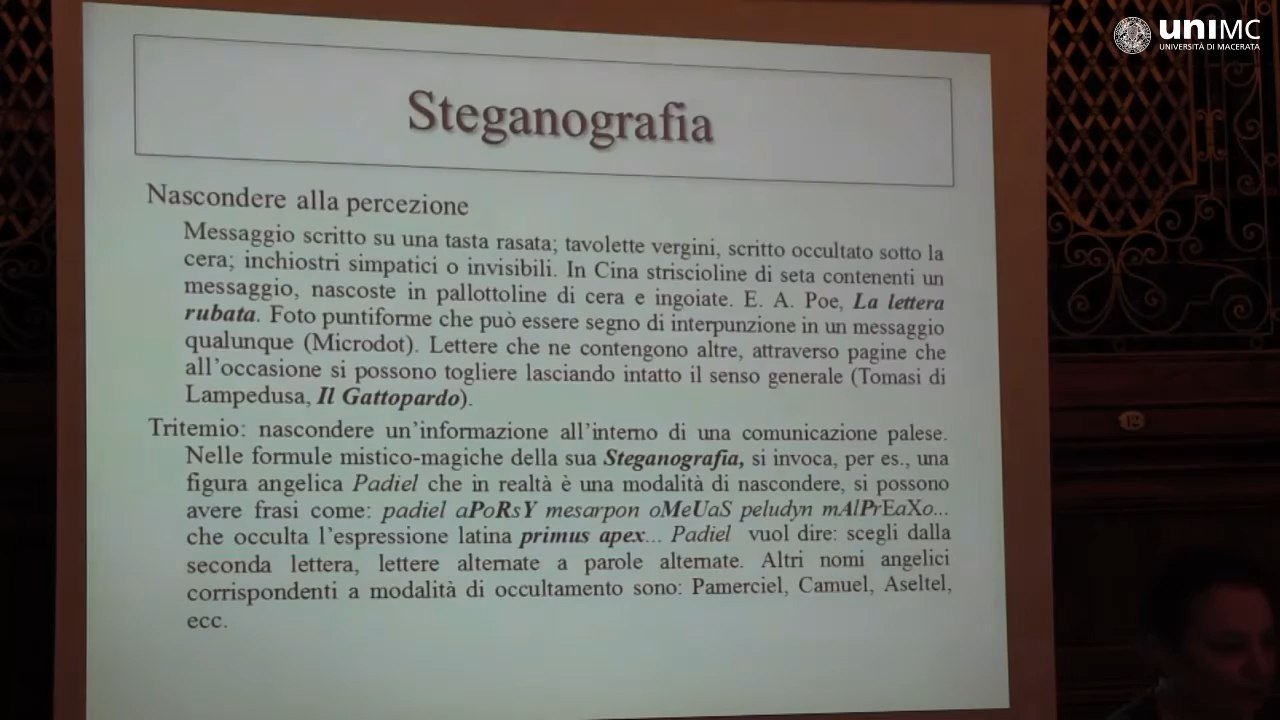 uniMC
UNIVERSITÀ DI MACERATA
Steganografia
Nascondere alla percezione
Messaggio scritto su una tasta rasata; tavolette vergini, scritto occultato sotto la
cera; inchiostri simpatici o invisibili. In Cina striscioline di seta contenenti un
messaggio, nascoste in pallottoline di cera e ingoiate. E. A. Poe, La lettera
rubata. Foto puntiforme che può essere segno di interpunzione in un messaggio
qualunque (Microdot). Lettere che ne contengono altre, attraverso pagine che
all'occasione si possono togliere lasciando intatto il senso generale (Tomasi di
Lampedusa, Il Gattopardo).
Tritemio: nascondere un'informazione all'interno di una comunicazione palese.
Nelle formule mistico-magiche della sua Steganografia, si invoca, per es., una
figura angelica Padiel che in realtà è una modalità di nascondere, si possono
avere frasi come: padiel aPoRsY mesarpon oMeUaS peludyn mAlPrEaXo...
che occulta l'espressione latina primus apex... Padiel vuol dire: scegli dalla
seconda lettera, lettere alternate a parole alternate. Altri nomi angelici
corrispondenti a modalità di occultamento sono: Pamerciel, Camuel, Aseltel,
ecc.
12